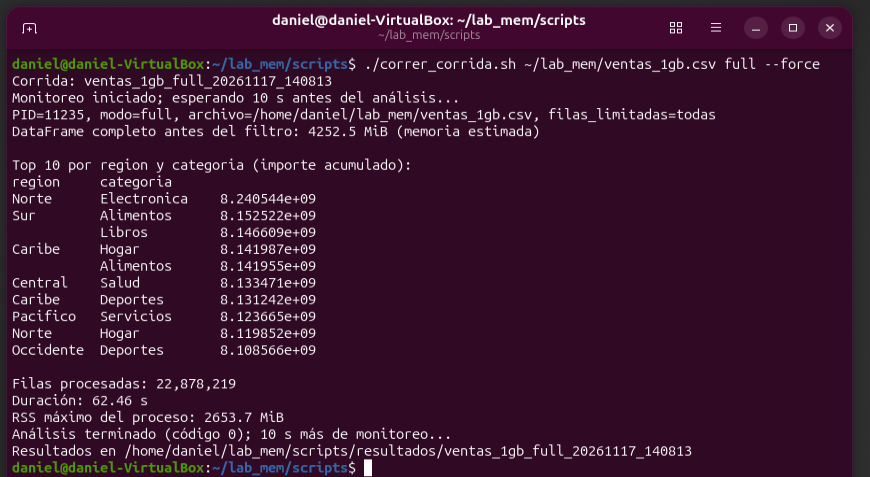 daniel@daniel-VirtualBox: ~/lab_mem/scripts
~/lab_mem/scripts
daniel@daniel-VirtualBox:~/lab_mem/scripts$ ./correr_corrida.sh ~/lab_mem/ventas_1gb.csv full --force
Corrida: ventas_1gb_full_20261117_140813
Monitoreo iniciado; esperando 10 s antes del análisis...
PID=11235, modo=full, archivo=/home/daniel/lab_mem/ventas_1gb.csv, filas_limitadas=todas
DataFrame completo antes del filtro: 4252.5 MiB (memoria estimada)
Top 10 por region y categoria (importe acumulado):
region     categoria
Norte      Electronica    8.240544e+09
Sur        Alimentos      8.152522e+09
           Libros         8.146609e+09
Caribe     Hogar          8.141987e+09
           Alimentos      8.141955e+09
Central    Salud          8.133471e+09
Caribe     Deportes       8.131242e+09
Pacifico   Servicios      8.123665e+09
Norte      Hogar          8.119852e+09
Occidente  Deportes       8.108566e+09
Filas procesadas: 22,878,219
Duración: 62.46 s
RSS máximo del proceso: 2653.7 MiB
Análisis terminado (código 0); 10 s más de monitoreo...
Resultados en /home/daniel/lab_mem/scripts/resultados/ventas_1gb_full_20261117_140813
daniel@daniel-VirtualBox:~/lab_mem/scripts$